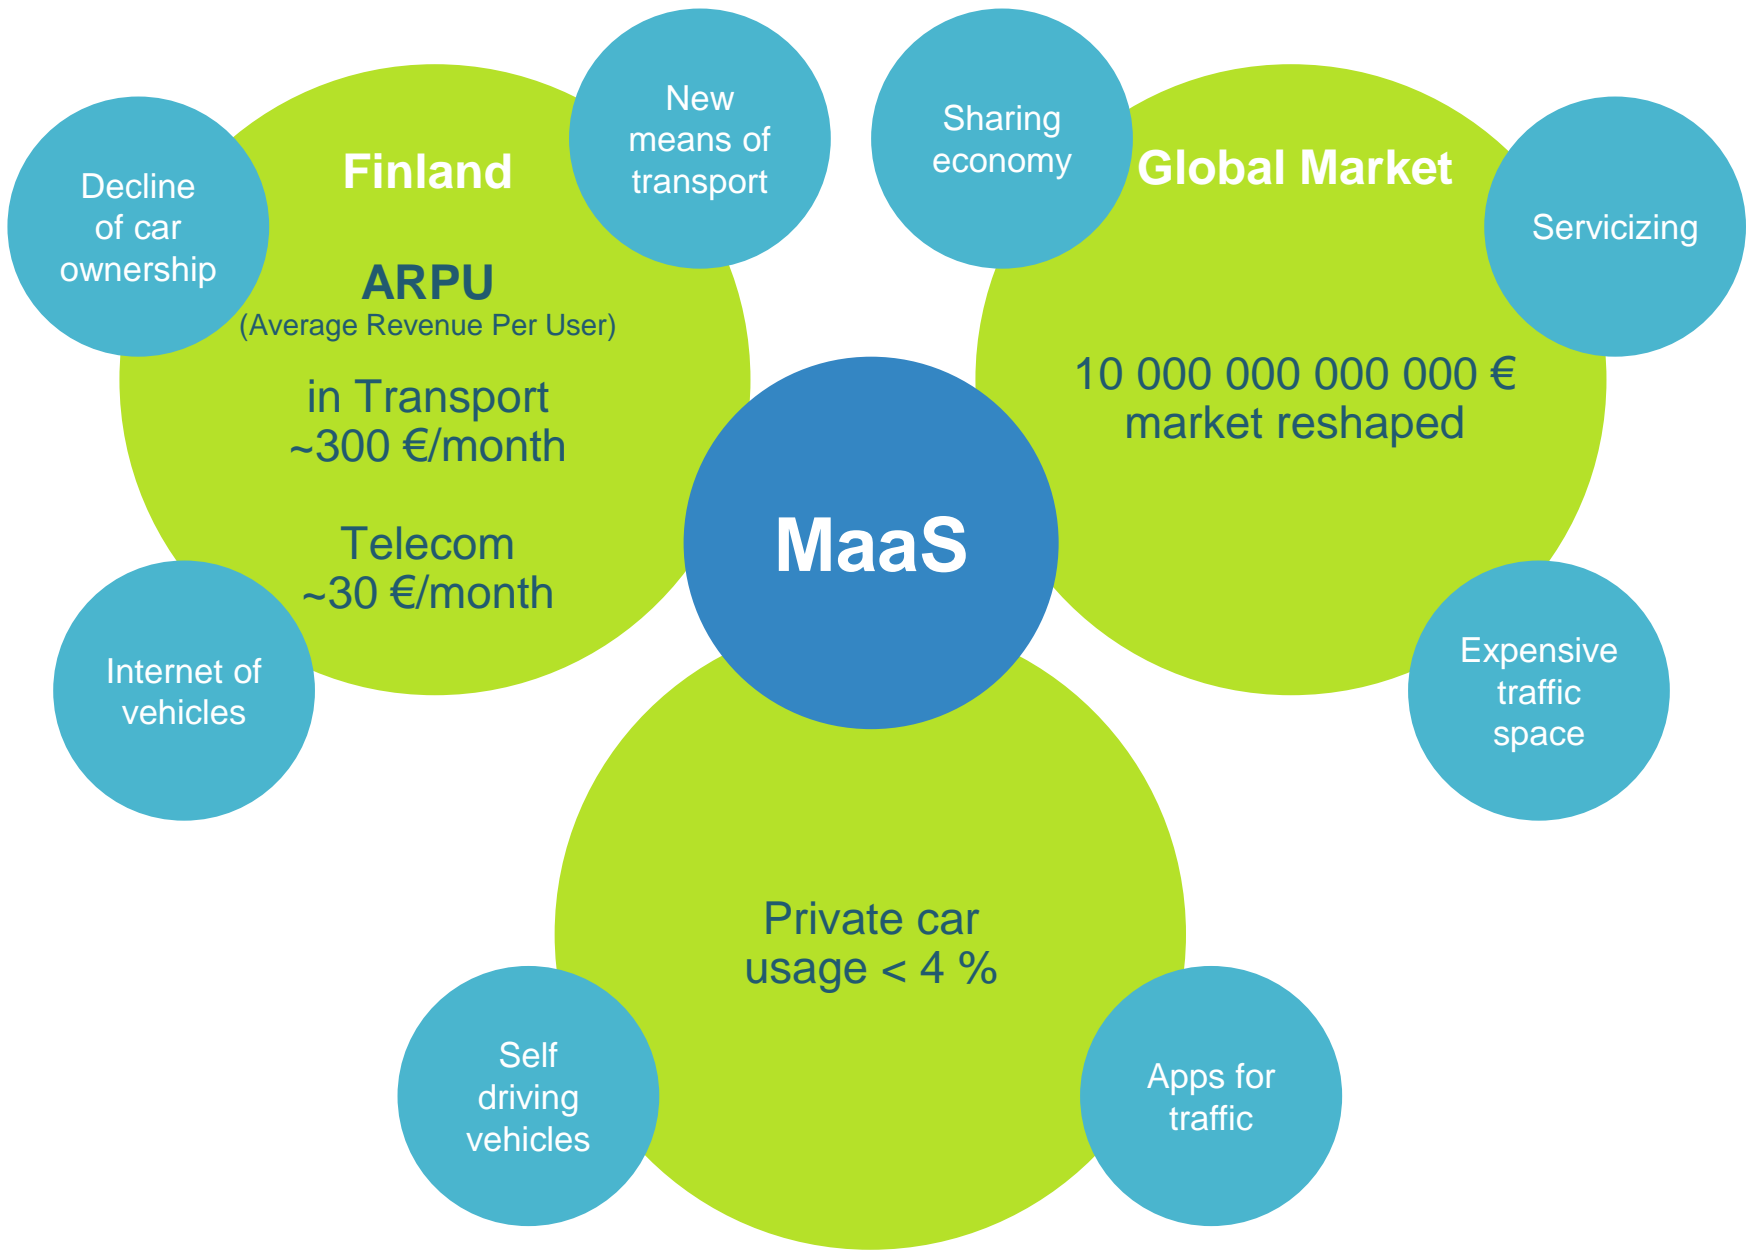 Decline
of car
ownership
Finland
New
means of
transport
ARPU
(Average Revenue Per User)
in Transport
~300 €/month
Telecom
~30 €/month
Internet of
vehicles
Sharing
economy
Global Market
Servicizing
10 000 000 000 000 €
market reshaped
Expensive
traffic
space
MaaS
Private car
usage < 4 %
Self
driving
vehicles
Apps for
traffic